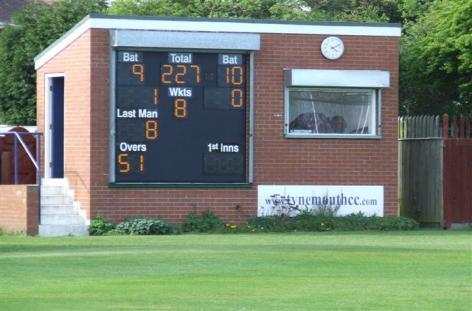 Bat Total Bat
9 227 10
1 Wkts 0
8
Last Man
8
Overs 1st Inns
51
www.tynemouthcc.com